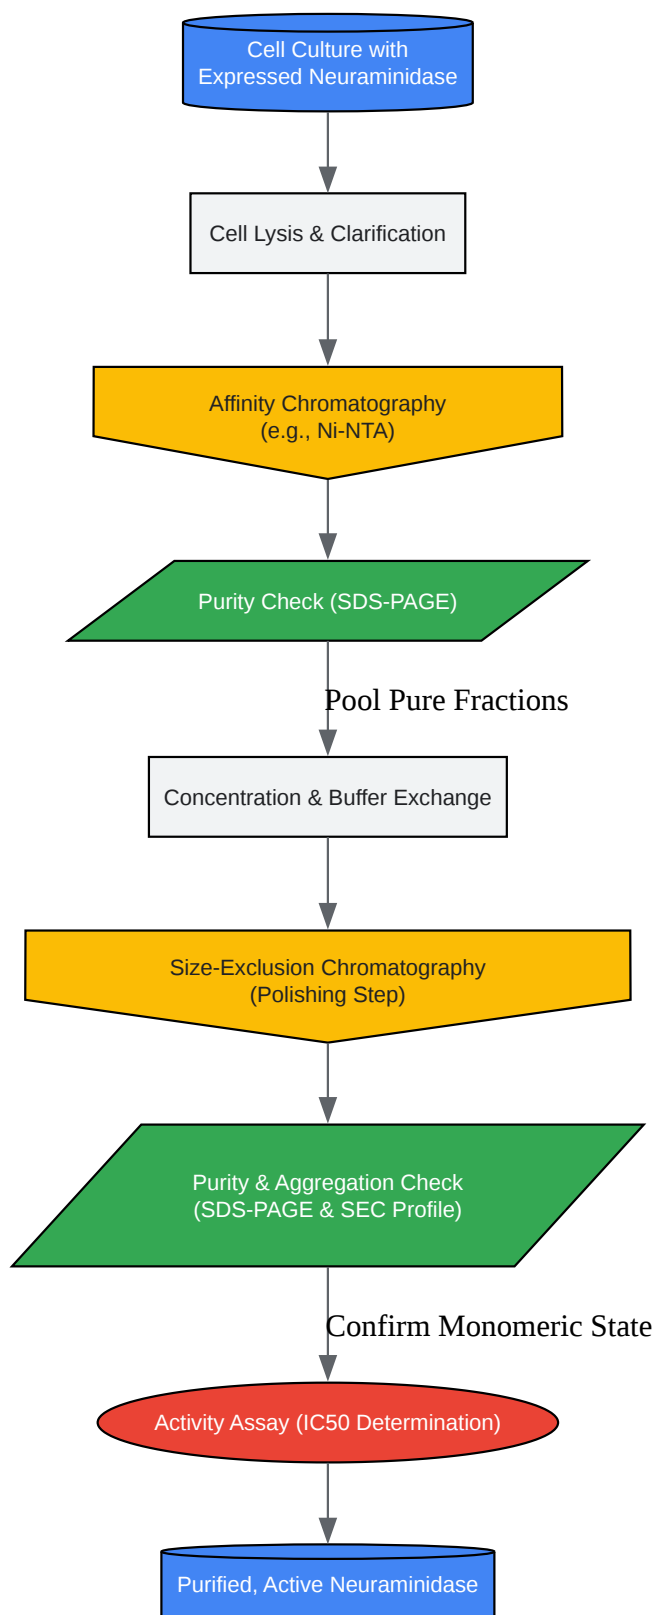 Cell Culture with
Expressed Neuraminidase
Cell Lysis & Clarification
Affinity Chromatography
(e.g., Ni-NTA)
Purity Check (SDS-PAGE)
Pool Pure Fractions
Concentration & Buffer Exchange
Size-Exclusion Chromatography
(Polishing Step)
Purity & Aggregation Check
(SDS-PAGE & SEC Profile)
Confirm Monomeric State
Activity Assay (IC50 Determination)
Purified, Active Neuraminidase